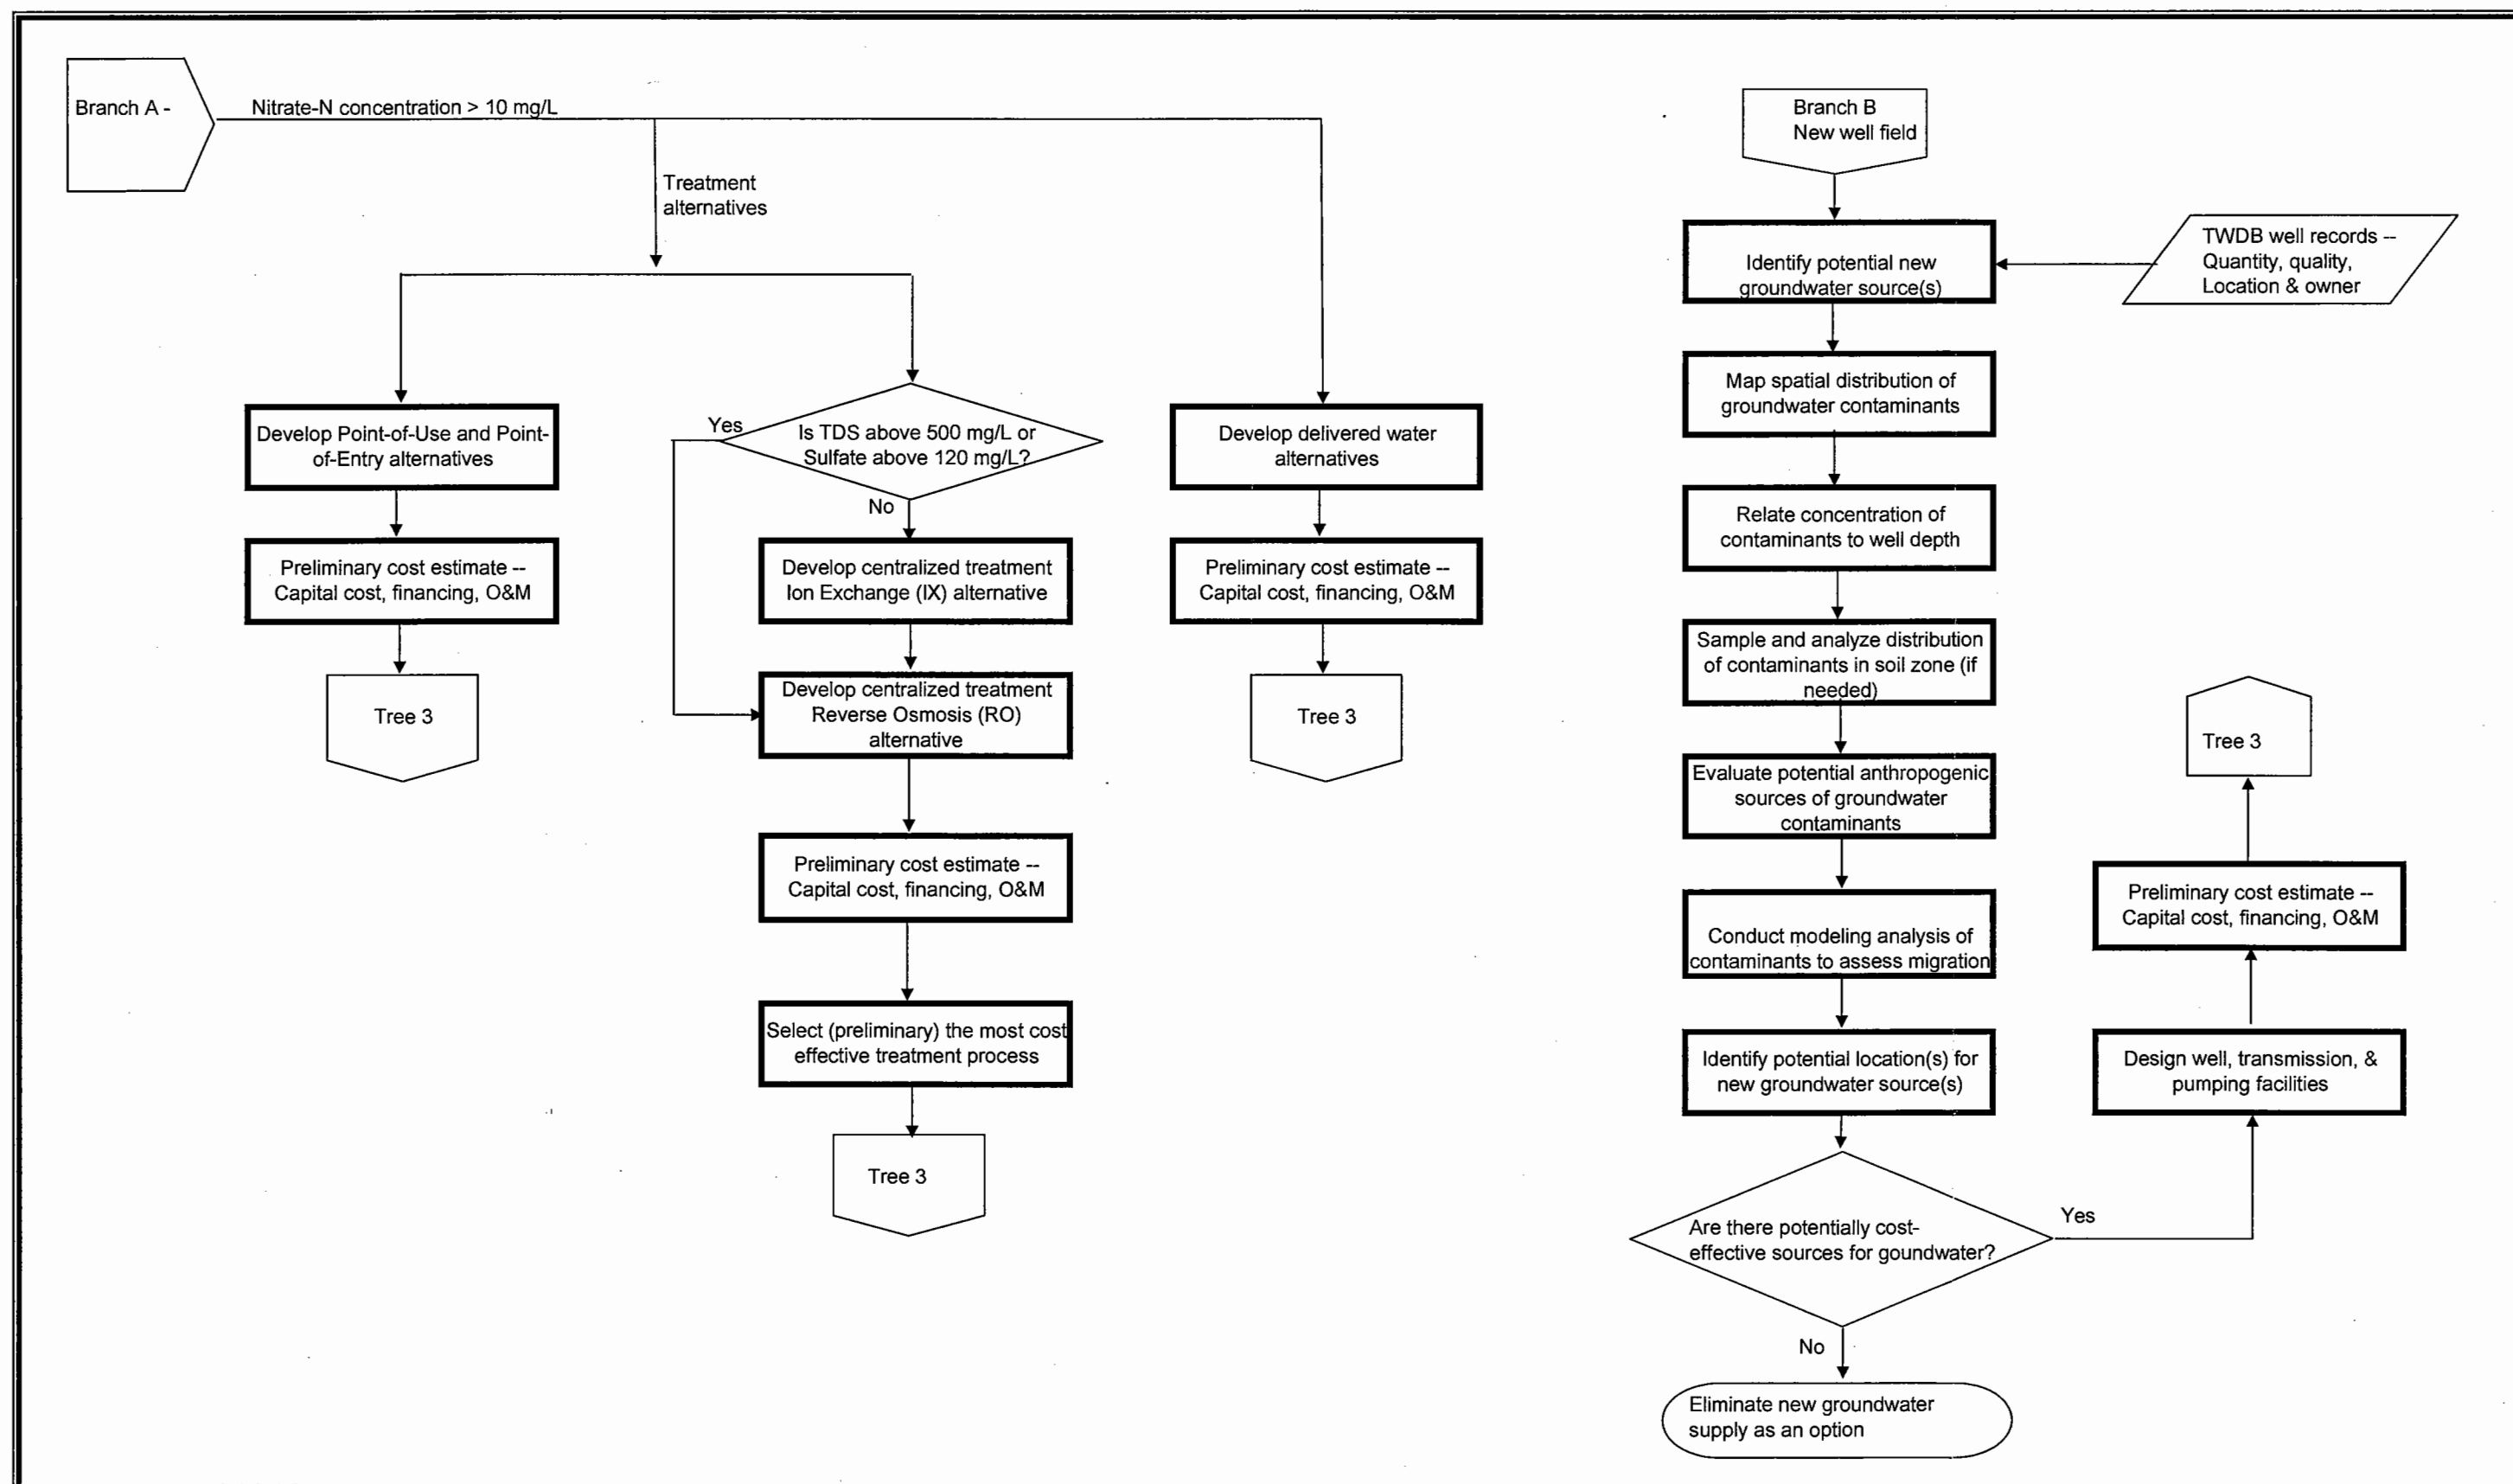 Branch A -
Nitrate-N concentration > 10 mg/L
Treatment
alternatives
Develop Point-of-Use and Point-
of-Entry alternatives
Preliminary cost estimate --
Capital cost, financing, O&M
Tree 3
Yes
Is TDS above 500 mg/L or
Sulfate above 120 mg/L?
No
Develop centralized treatment
Ion Exchange (IX) alternative
Develop centralized treatment
Reverse Osmosis (RO)
alternative
Preliminary cost estimate --
Capital cost, financing, O&M
Select (preliminary) the most cost
effective treatment process
Tree 3
Develop delivered water
alternatives
Preliminary cost estimate --
Capital cost, financing, O&M
Tree 3
Branch B
New well field
Identify potential new
groundwater source(s)
TWDB well records --
Quantity, quality,
Location & owner
Map spatial distribution of
groundwater contaminants
Relate concentration of
contaminants to well depth
Sample and analyze distribution
of contaminants in soil zone (if
needed)
Evaluate potential anthropogenic
sources of groundwater
contaminants
Conduct modeling analysis of
contaminants to assess migration
Identify potential location(s) for
new groundwater source(s)
Are there potentially cost-
effective sources for goundwater?
Yes
No
Eliminate new groundwater
supply as an option
Design well, transmission, &
pumping facilities
Preliminary cost estimate --
Capital cost, financing, O&M
Tree 3